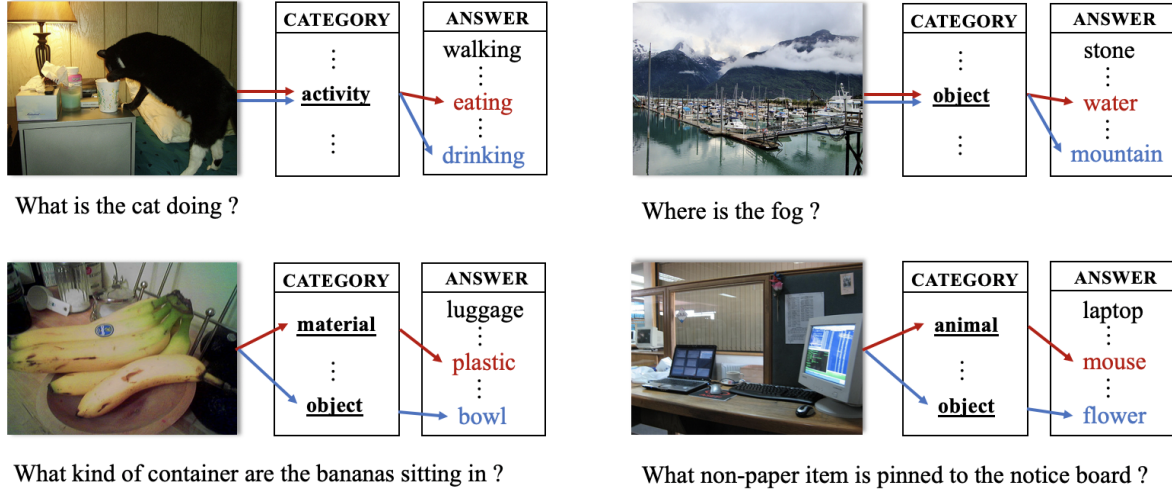 CATEGORY
ANSWER
walking
activity
eating
drinking
What is the cat doing ?
CATEGORY
ANSWER
stone
object
water
mountain
Where is the fog ?
CATEGORY
ANSWER
luggage
material
plastic
object
bowl
What kind of container are the bananas sitting in ?
CATEGORY
ANSWER
laptop
animal
mouse
object
flower
What non-paper item is pinned to the notice board ?